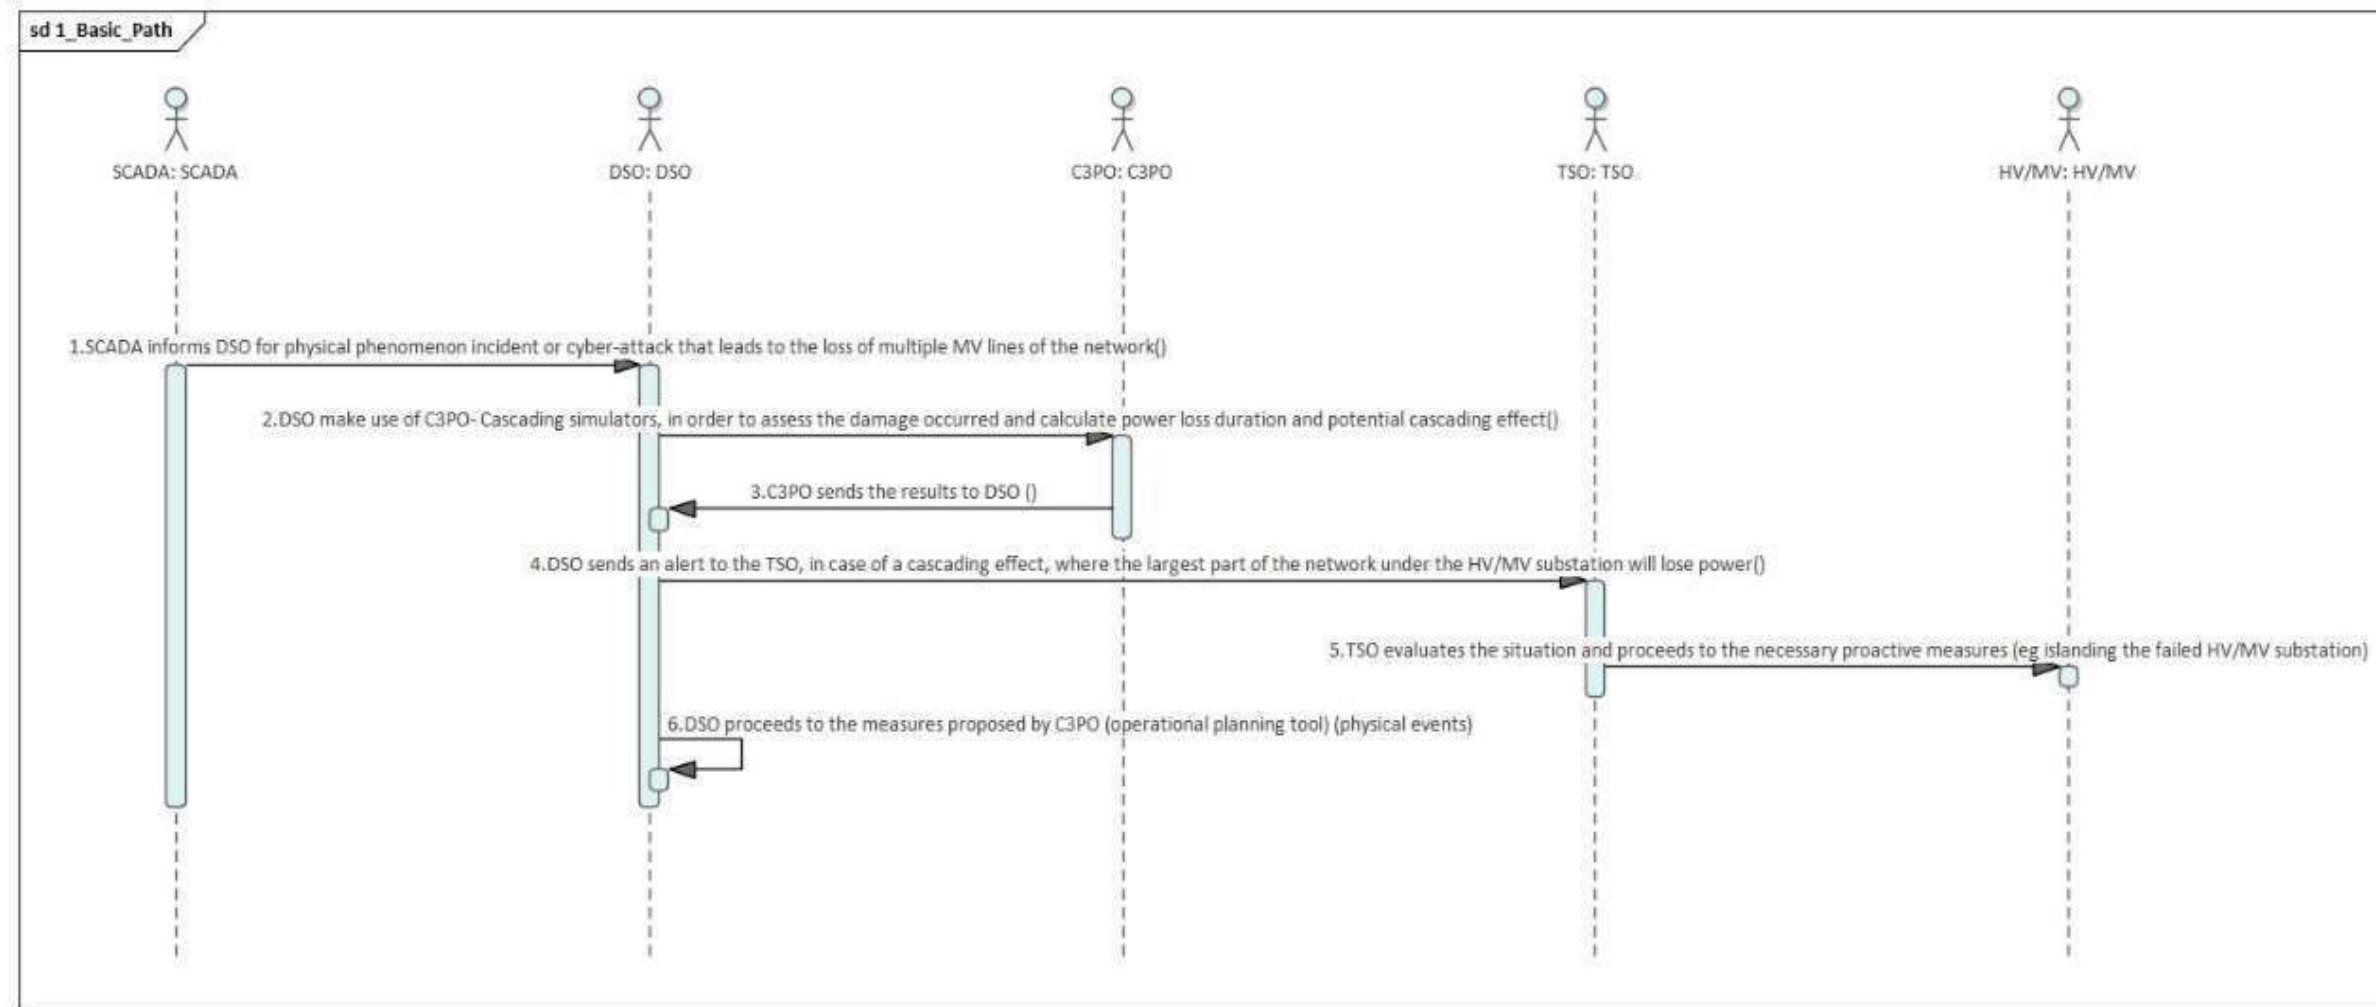 sd 1_Basic_Path
SCADA: SCADA
DSO: DSO
C3PO: C3PO
TSO: TSO
HV/MV: HV/MV
1.SCADA informs DSO for physical phenomenon incident or cyber-attack that leads to the loss of multiple MV lines of the network()
2.DSO make use of C3PO- Cascading simulators, in order to assess the damage occurred and calculate power loss duration and potential cascading effect()
3.C3PO sends the results to DSO ()
4.DSO sends an alert to the TSO, in case of a cascading effect, where the largest part of the network under the HV/MV substation will lose power()
5.TSO evaluates the situation and proceeds to the necessary proactive measures (eg islanding the failed HV/MV substation)
6.DSO proceeds to the measures proposed by C3PO (operational planning tool) (physical events)